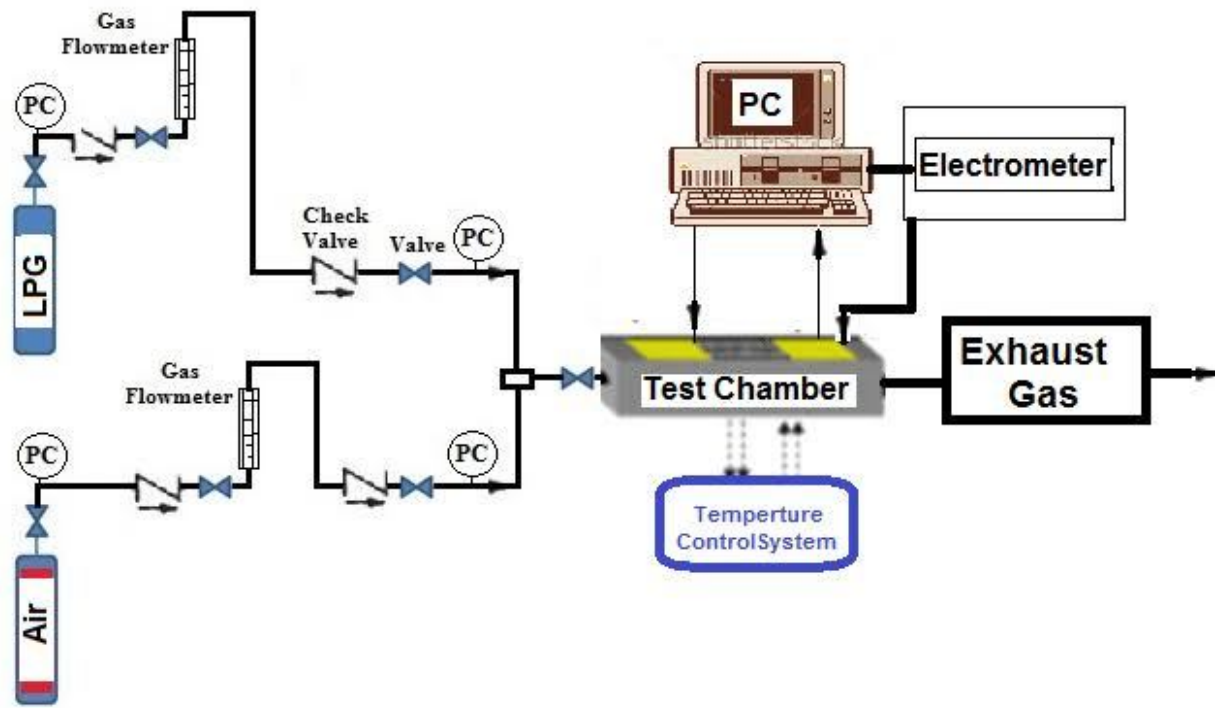 Gas
Flowmeter
PC
LPG
Check
Valve
Valve
PC
PC
shutterstock
Electrometer
Test Chamber
Exhaust
Gas
Gas
Flowmeter
PC
PC
Air
Temperture
ControlSystem